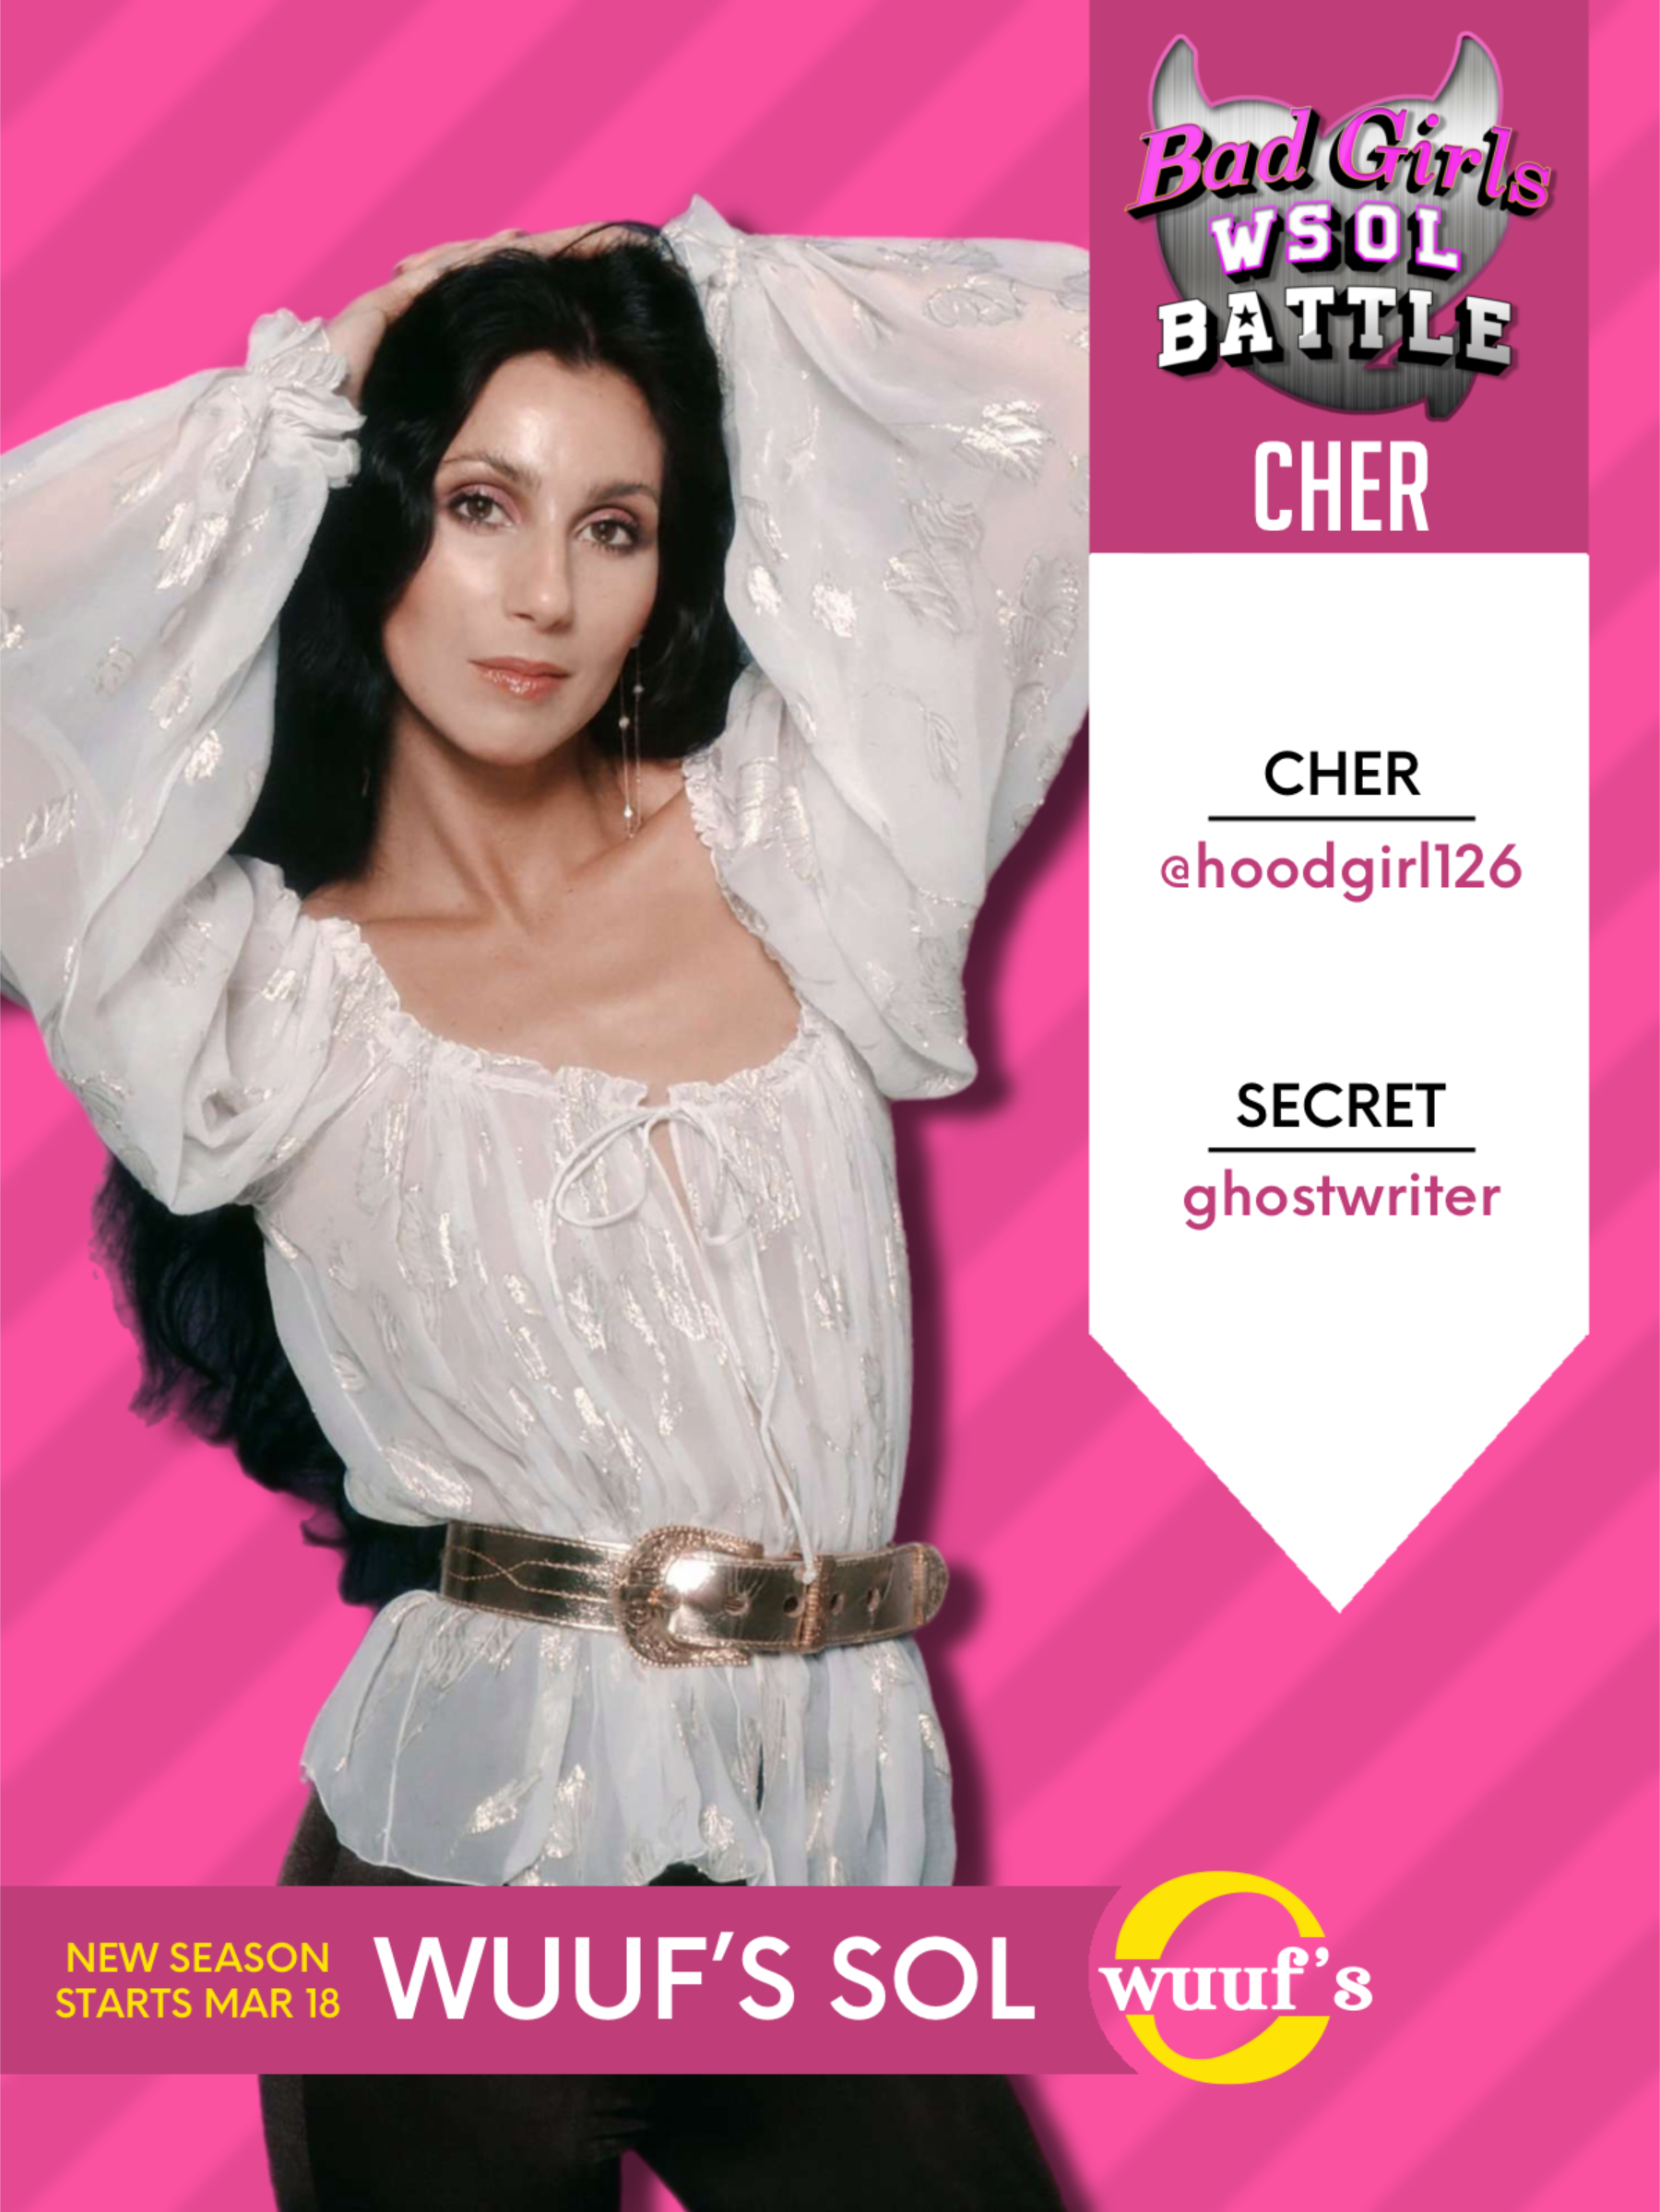 Bad Girls
WSOL
BATTLE
CHER
CHER
@hoodgirl126
SECRET
ghostwriter
NEW SEASON
STARTS MAR 18
WUUF'S SOL
wuuf's